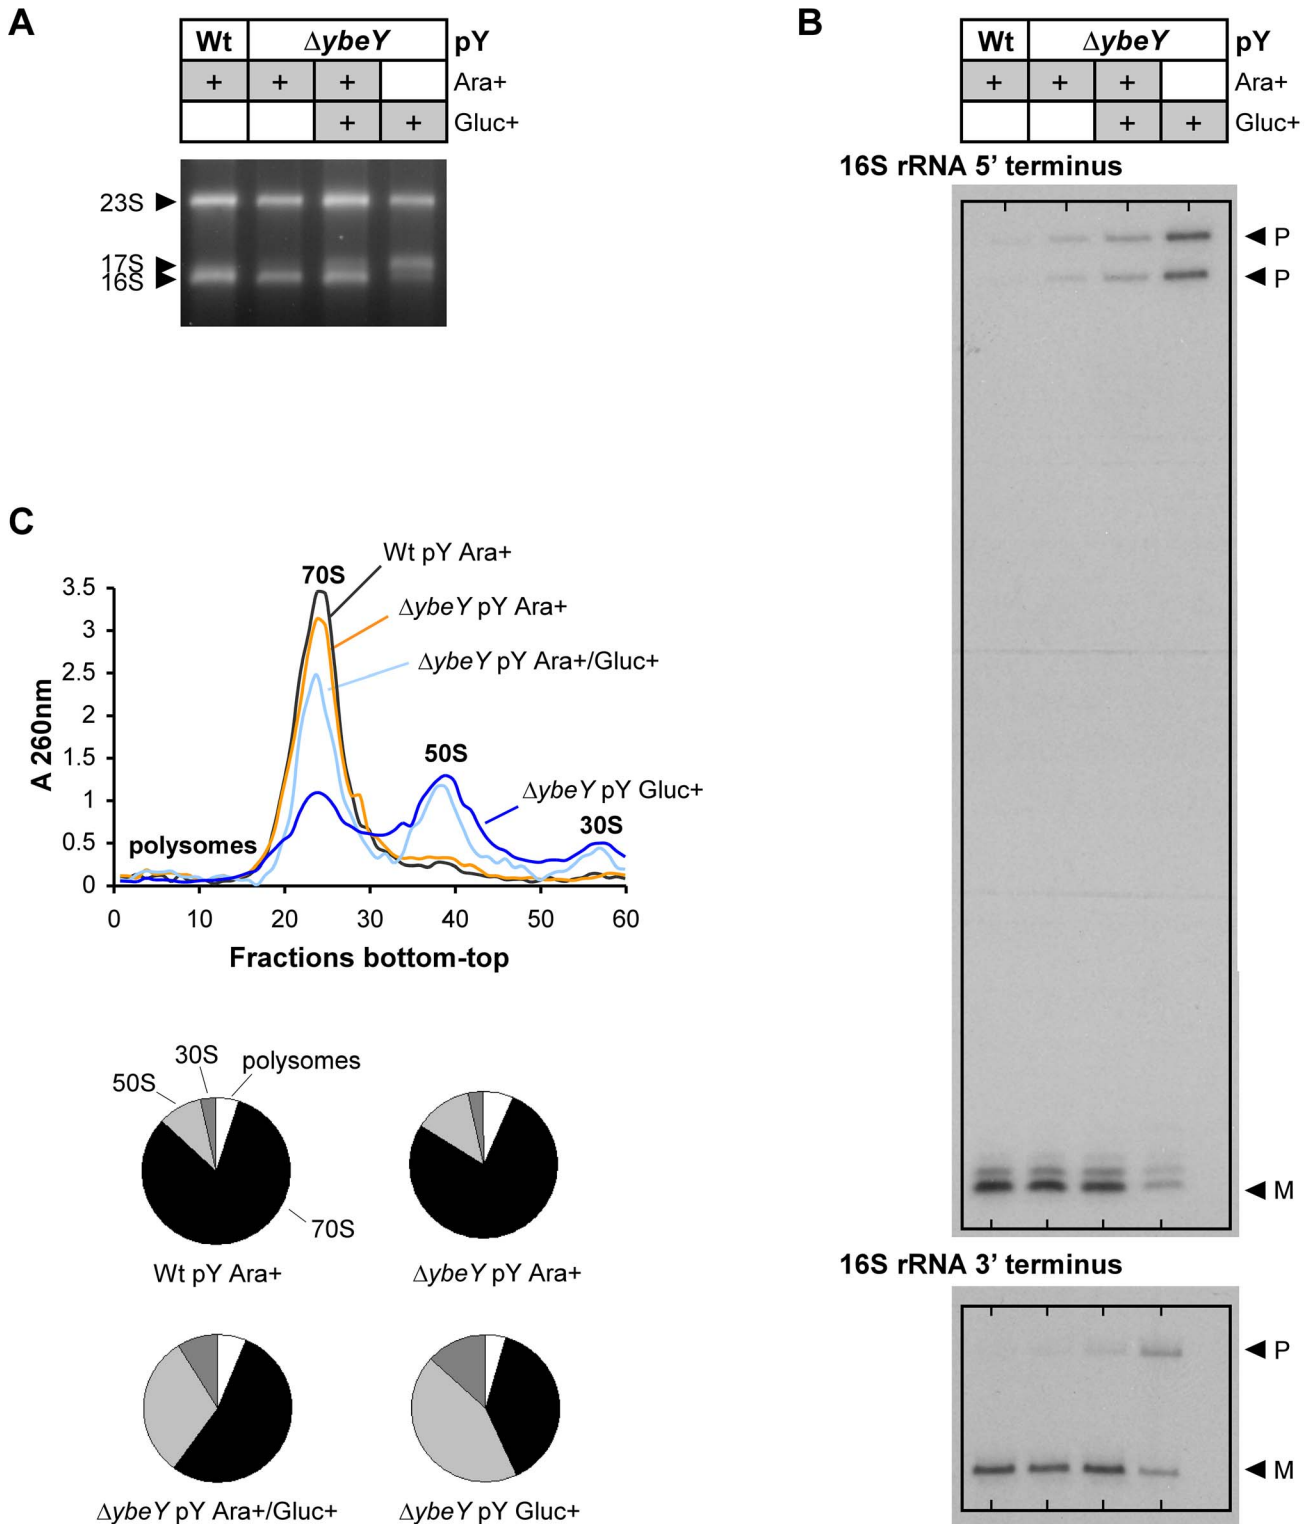 A
Wt ΔybeY pY
+ + + Ara+
+ + Gluc+
23S
17S
16S
B
Wt ΔybeY pY
+ + + Ara+
+ + Gluc+
16S rRNA 5’ terminus
P
P
M
16S rRNA 3’ terminus
P
M
C
Wt pY Ara+
70S
ΔybeY pY Ara+
ΔybeY pY Ara+/Gluc+
50S
ΔybeY pY Gluc+
30S
polysomes
A 260nm
3.5
3
2.5
2
1.5
1
0.5
0
0 10 20 30 40 50 60
Fractions bottom-top
30S polysomes
50S
70S
Wt pY Ara+ ΔybeY pY Ara+
ΔybeY pY Ara+/Gluc+ ΔybeY pY Gluc+